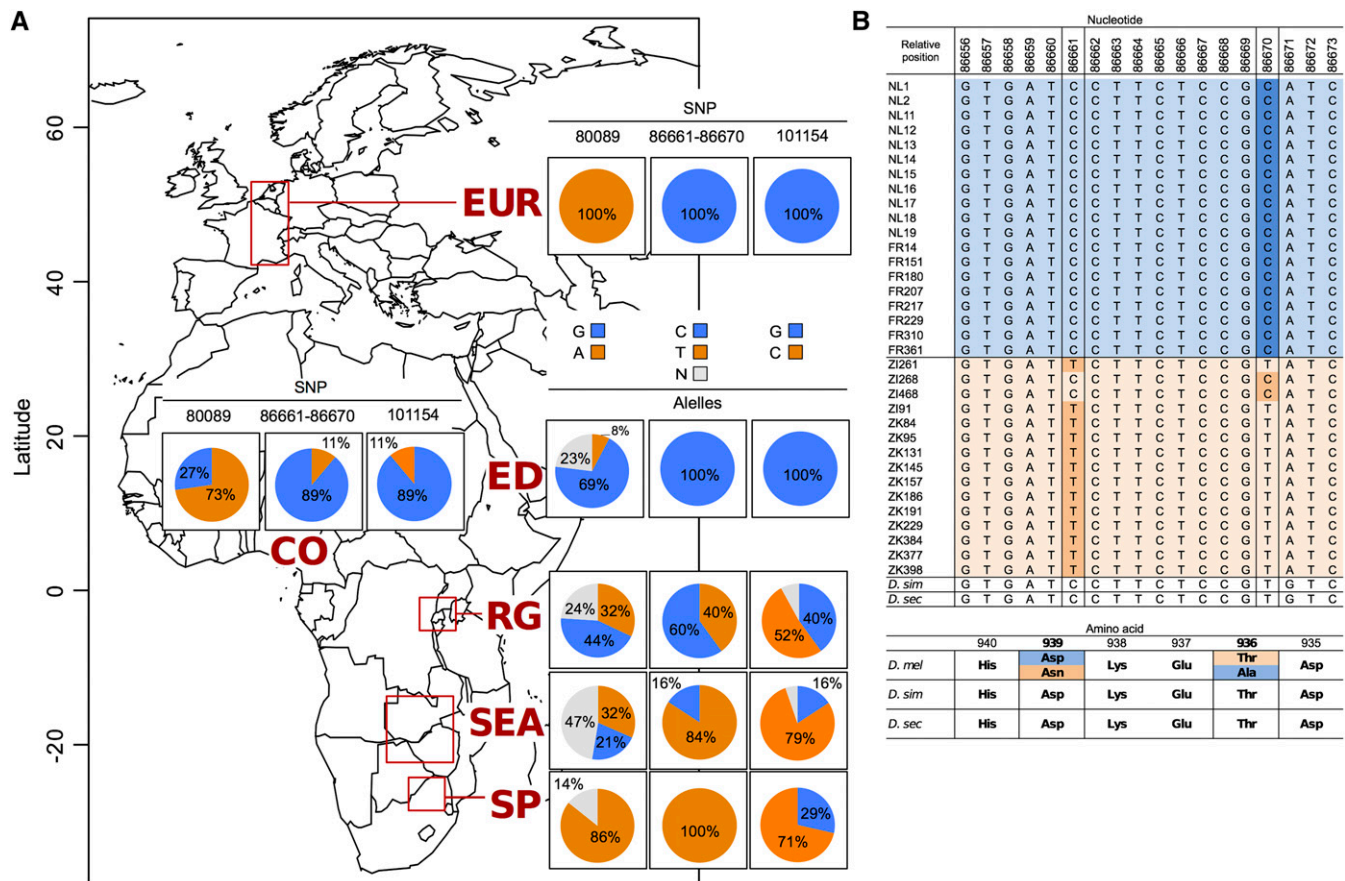 A
Latitude
60
40
20
0
-20
SNP
80089 86661-86670 101154
EUR
100% 100% 100%
G C G
A T C
N
Alelles
SNP
80089 86661-86670 101154
27% 73%
11% 89%
11% 89%
CO
ED
23% 8% 69%
100% 100%
RG
24% 32% 44%
60% 40%
40% 52%
SEA
47% 32% 21%
16% 84%
16% 79%
SP
14% 86%
100%
29% 71%
B
Nucleotide
Relative position 86656 86657 86658 86659 86660 86661 86662 86663 86664 86665 86666 86667 86668 86669 86670 86671 86672 86673
NL1 G T G A T C C T T C T C C G C A T C
NL2 G T G A T C C T T C T C C G C A T C
NL11 G T G A T C C T T C T C C G C A T C
NL12 G T G A T C C T T C T C C G C A T C
NL13 G T G A T C C T T C T C C G C A T C
NL14 G T G A T C C T T C T C C G C A T C
NL15 G T G A T C C T T C T C C G C A T C
NL16 G T G A T C C T T C T C C G C A T C
NL17 G T G A T C C T T C T C C G C A T C
NL18 G T G A T C C T T C T C C G C A T C
NL19 G T G A T C C T T C T C C G C A T C
FR14 G T G A T C C T T C T C C G C A T C
FR151 G T G A T C C T T C T C C G C A T C
FR180 G T G A T C C T T C T C C G C A T C
FR207 G T G A T C C T T C T C C G C A T C
FR217 G T G A T C C T T C T C C G C A T C
FR229 G T G A T C C T T C T C C G C A T C
FR310 G T G A T C C T T C T C C G C A T C
FR361 G T G A T C C T T C T C C G C A T C
ZI261 G T G A T T C T T C T C C G T A T C
ZI268 G T G A T C C T T C T C C G C A T C
ZI468 G T G A T C C T T C T C C G C A T C
ZI91 G T G A T T C T T C T C C G T A T C
ZK84 G T G A T T C T T C T C C G T A T C
ZK95 G T G A T T C T T C T C C G T A T C
ZK131 G T G A T T C T T C T C C G T A T C
ZK145 G T G A T T C T T C T C C G T A T C
ZK157 G T G A T T C T T C T C C G T A T C
ZK186 G T G A T T C T T C T C C G T A T C
ZK191 G T G A T T C T T C T C C G T A T C
ZK229 G T G A T T C T T C T C C G T A T C
ZK384 G T G A T T C T T C T C C G T A T C
ZK377 G T G A T T C T T C T C C G T A T C
ZK398 G T G A T T C T T C T C C G T A T C
D. sim G T G A T C C T T C T C C G T G T C
D. sec G T G A T C C T T C T C C G T G T C
Amino acid
940 939 938 937 936 935
D. mel His Asp Asn Lys Glu Thr Ala Asp
D. sim His Asp Lys Glu Thr Asp
D. sec His Asp Lys Glu Thr Asp